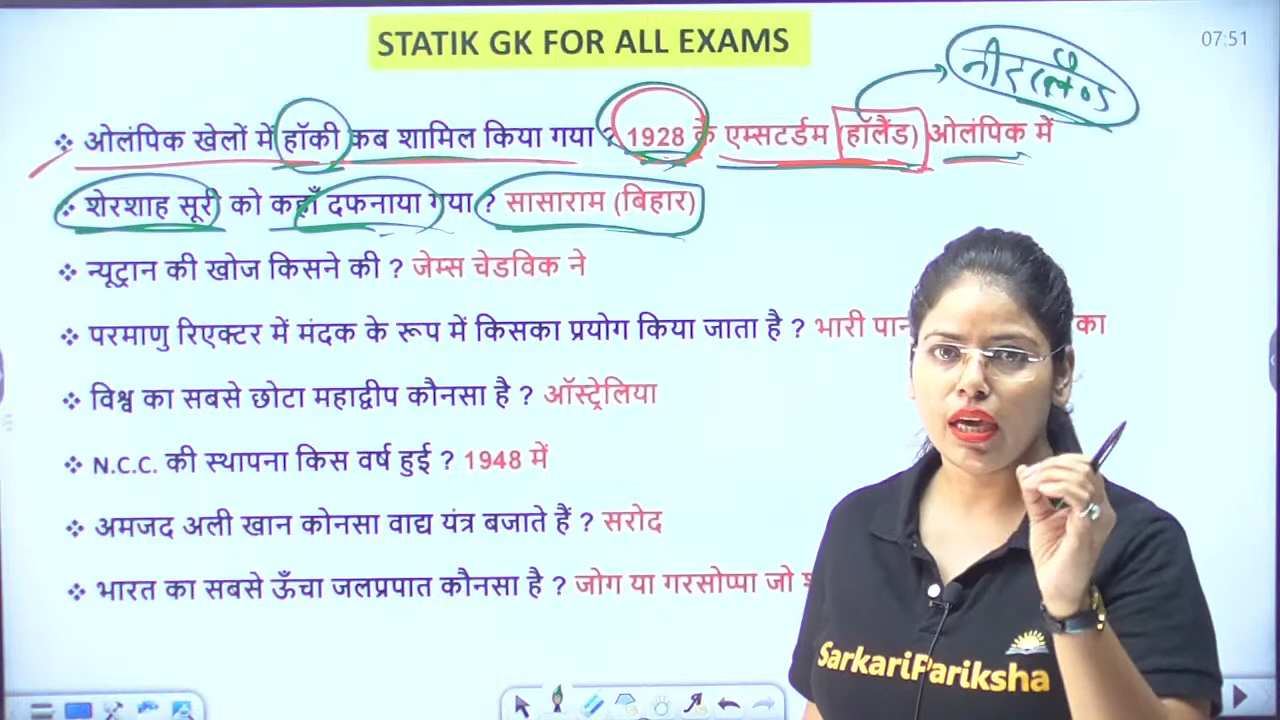 STATIK GK FOR ALL EXAMS
07:51
नीदरलैण्ड
❖ ओलंपिक खेलों में हॉकी कब शामिल किया गया ? 1928 के एम्सटर्डम (हॉलैंड) ओलंपिक में
❖ शेरशाह सूरी को कहाँ दफनाया गया ? सासाराम (बिहार)
❖ न्यूट्रान की खोज किसने की ? जेम्स चेडविक ने
❖ परमाणु रिएक्टर में मंदक के रूप में किसका प्रयोग किया जाता है ? भारी का
❖ विश्व का सबसे छोटा महाद्वीप कौनसा है ? ऑस्ट्रेलिया
❖ N.C.C. की स्थापना किस वर्ष हुई ? 1948 में
❖ अमजद अली खान कोनसा वाद्य यंत्र बजाते हैं ? सरोद
❖ भारत का सबसे ऊँचा जलप्रपात कौनसा है ? जोग या गरसोप्पा जो
SarkariPariksha